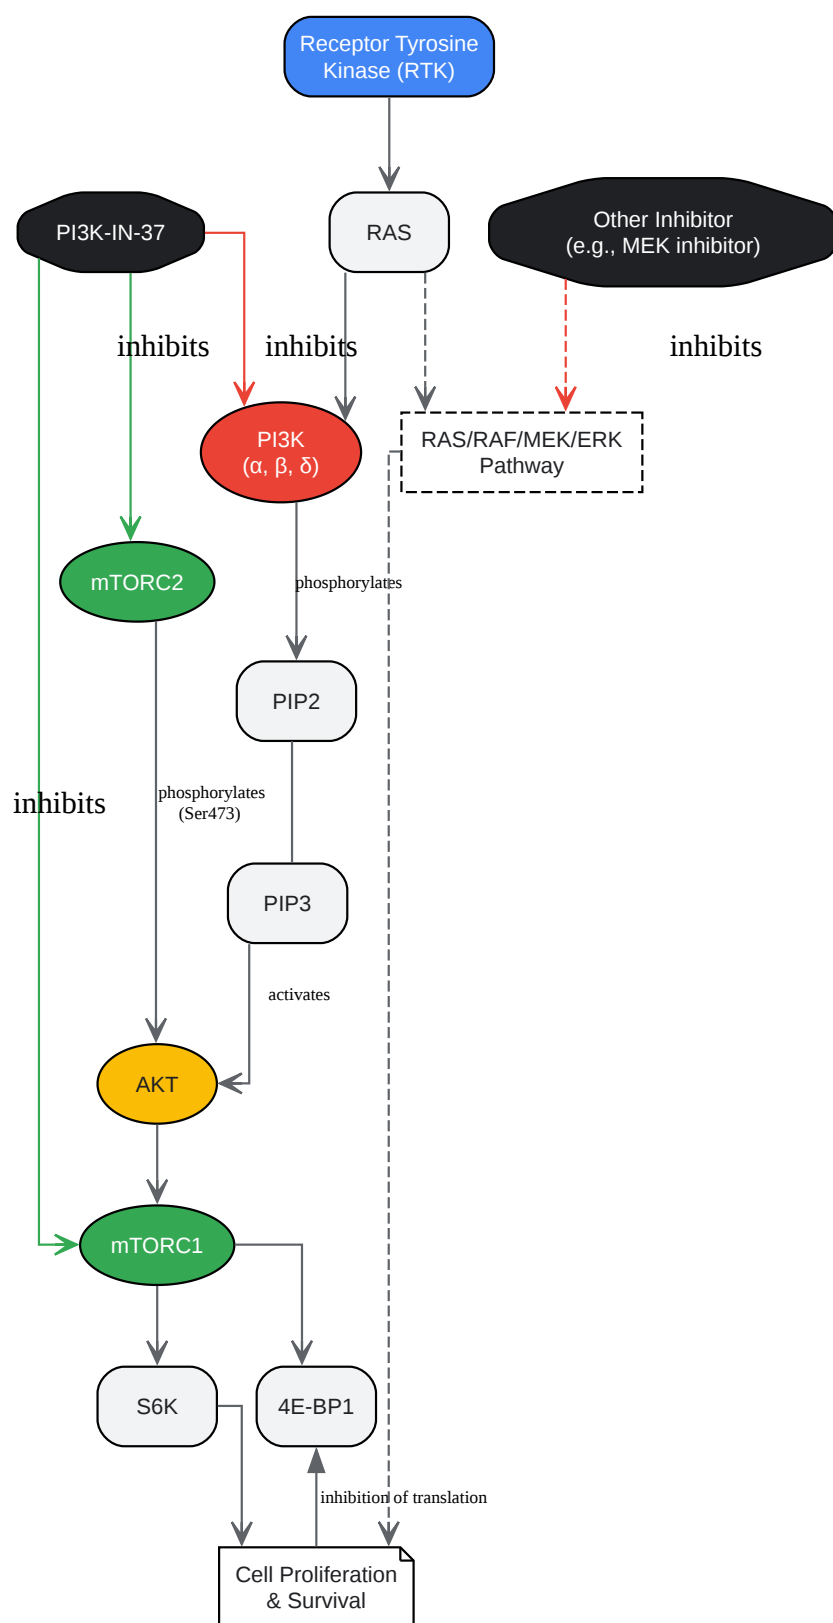 Receptor Tyrosine
Kinase (RTK)
PI3K-IN-37
RAS
Other Inhibitor
(e.g., MEK inhibitor)
inhibits
inhibits
inhibits
PI3K
(α, β, δ)
RAS/RAF/MEK/ERK
Pathway
mTORC2
phosphorylates
PIP2
inhibits
phosphorylates
(Ser473)
PIP3
activates
AKT
mTORC1
S6K
4E-BP1
inhibition of translation
Cell Proliferation
& Survival